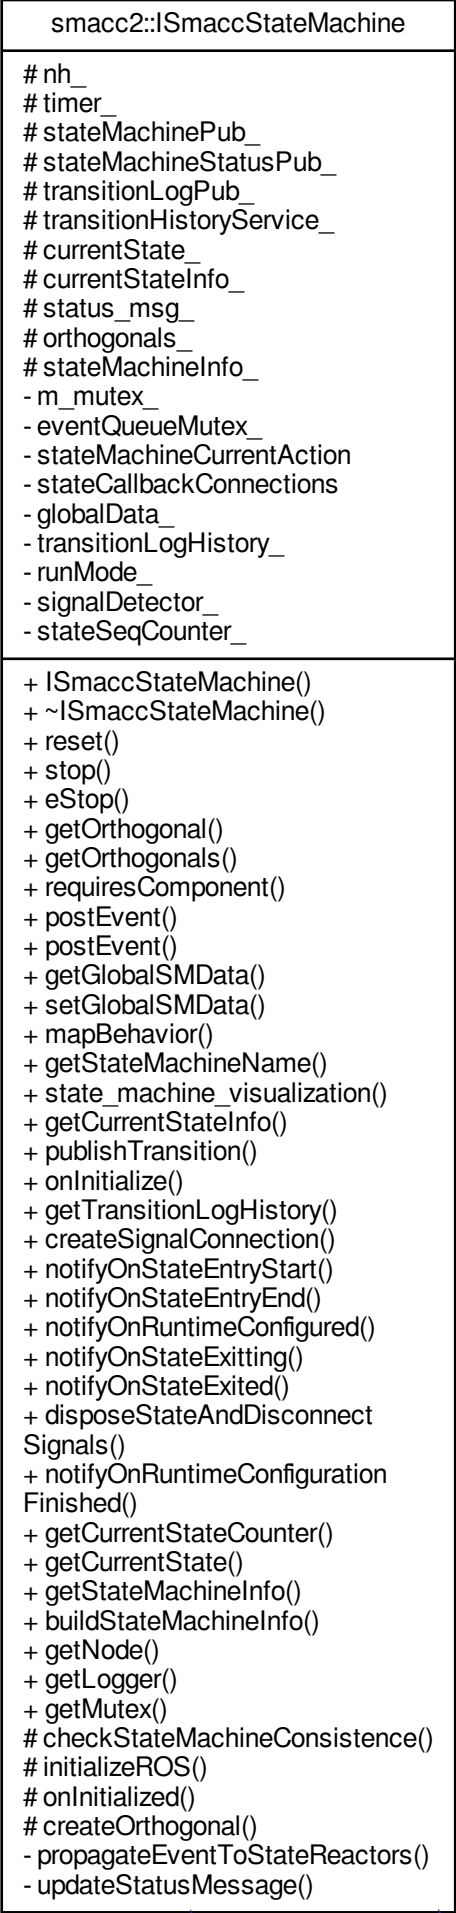 smacc2::ISmaccStateMachine
# nh_
# timer_
# stateMachinePub_
# stateMachineStatusPub_
# transitionLogPub_
# transitionHistoryService_
# currentState_
# currentStateInfo_
# status_msg_
# orthogonals_
# stateMachineInfo_
- m_mutex_
- eventQueueMutex_
- stateMachineCurrentAction
- stateCallbackConnections
- globalData_
- transitionLogHistory_
- runMode_
- signalDetector_
- stateSeqCounter_
+ ISmaccStateMachine()
+ ~ISmaccStateMachine()
+ reset()
+ stop()
+ eStop()
+ getOrthogonal()
+ getOrthogonals()
+ requiresComponent()
+ postEvent()
+ postEvent()
+ getGlobalSMData()
+ setGlobalSMData()
+ mapBehavior()
+ getStateMachineName()
+ state_machine_visualization()
+ getCurrentStateInfo()
+ publishTransition()
+ onInitialize()
+ getTransitionLogHistory()
+ createSignalConnection()
+ notifyOnStateEntryStart()
+ notifyOnStateEntryEnd()
+ notifyOnRuntimeConfigured()
+ notifyOnStateExitting()
+ notifyOnStateExited()
+ disposeStateAndDisconnect
Signals()
+ notifyOnRuntimeConfiguration
Finished()
+ getCurrentStateCounter()
+ getCurrentState()
+ getStateMachineInfo()
+ buildStateMachineInfo()
+ getNode()
+ getLogger()
+ getMutex()
# checkStateMachineConsistence()
# initializeROS()
# onInitialized()
# createOrthogonal()
- propagateEventToStateReactors()
- updateStatusMessage()